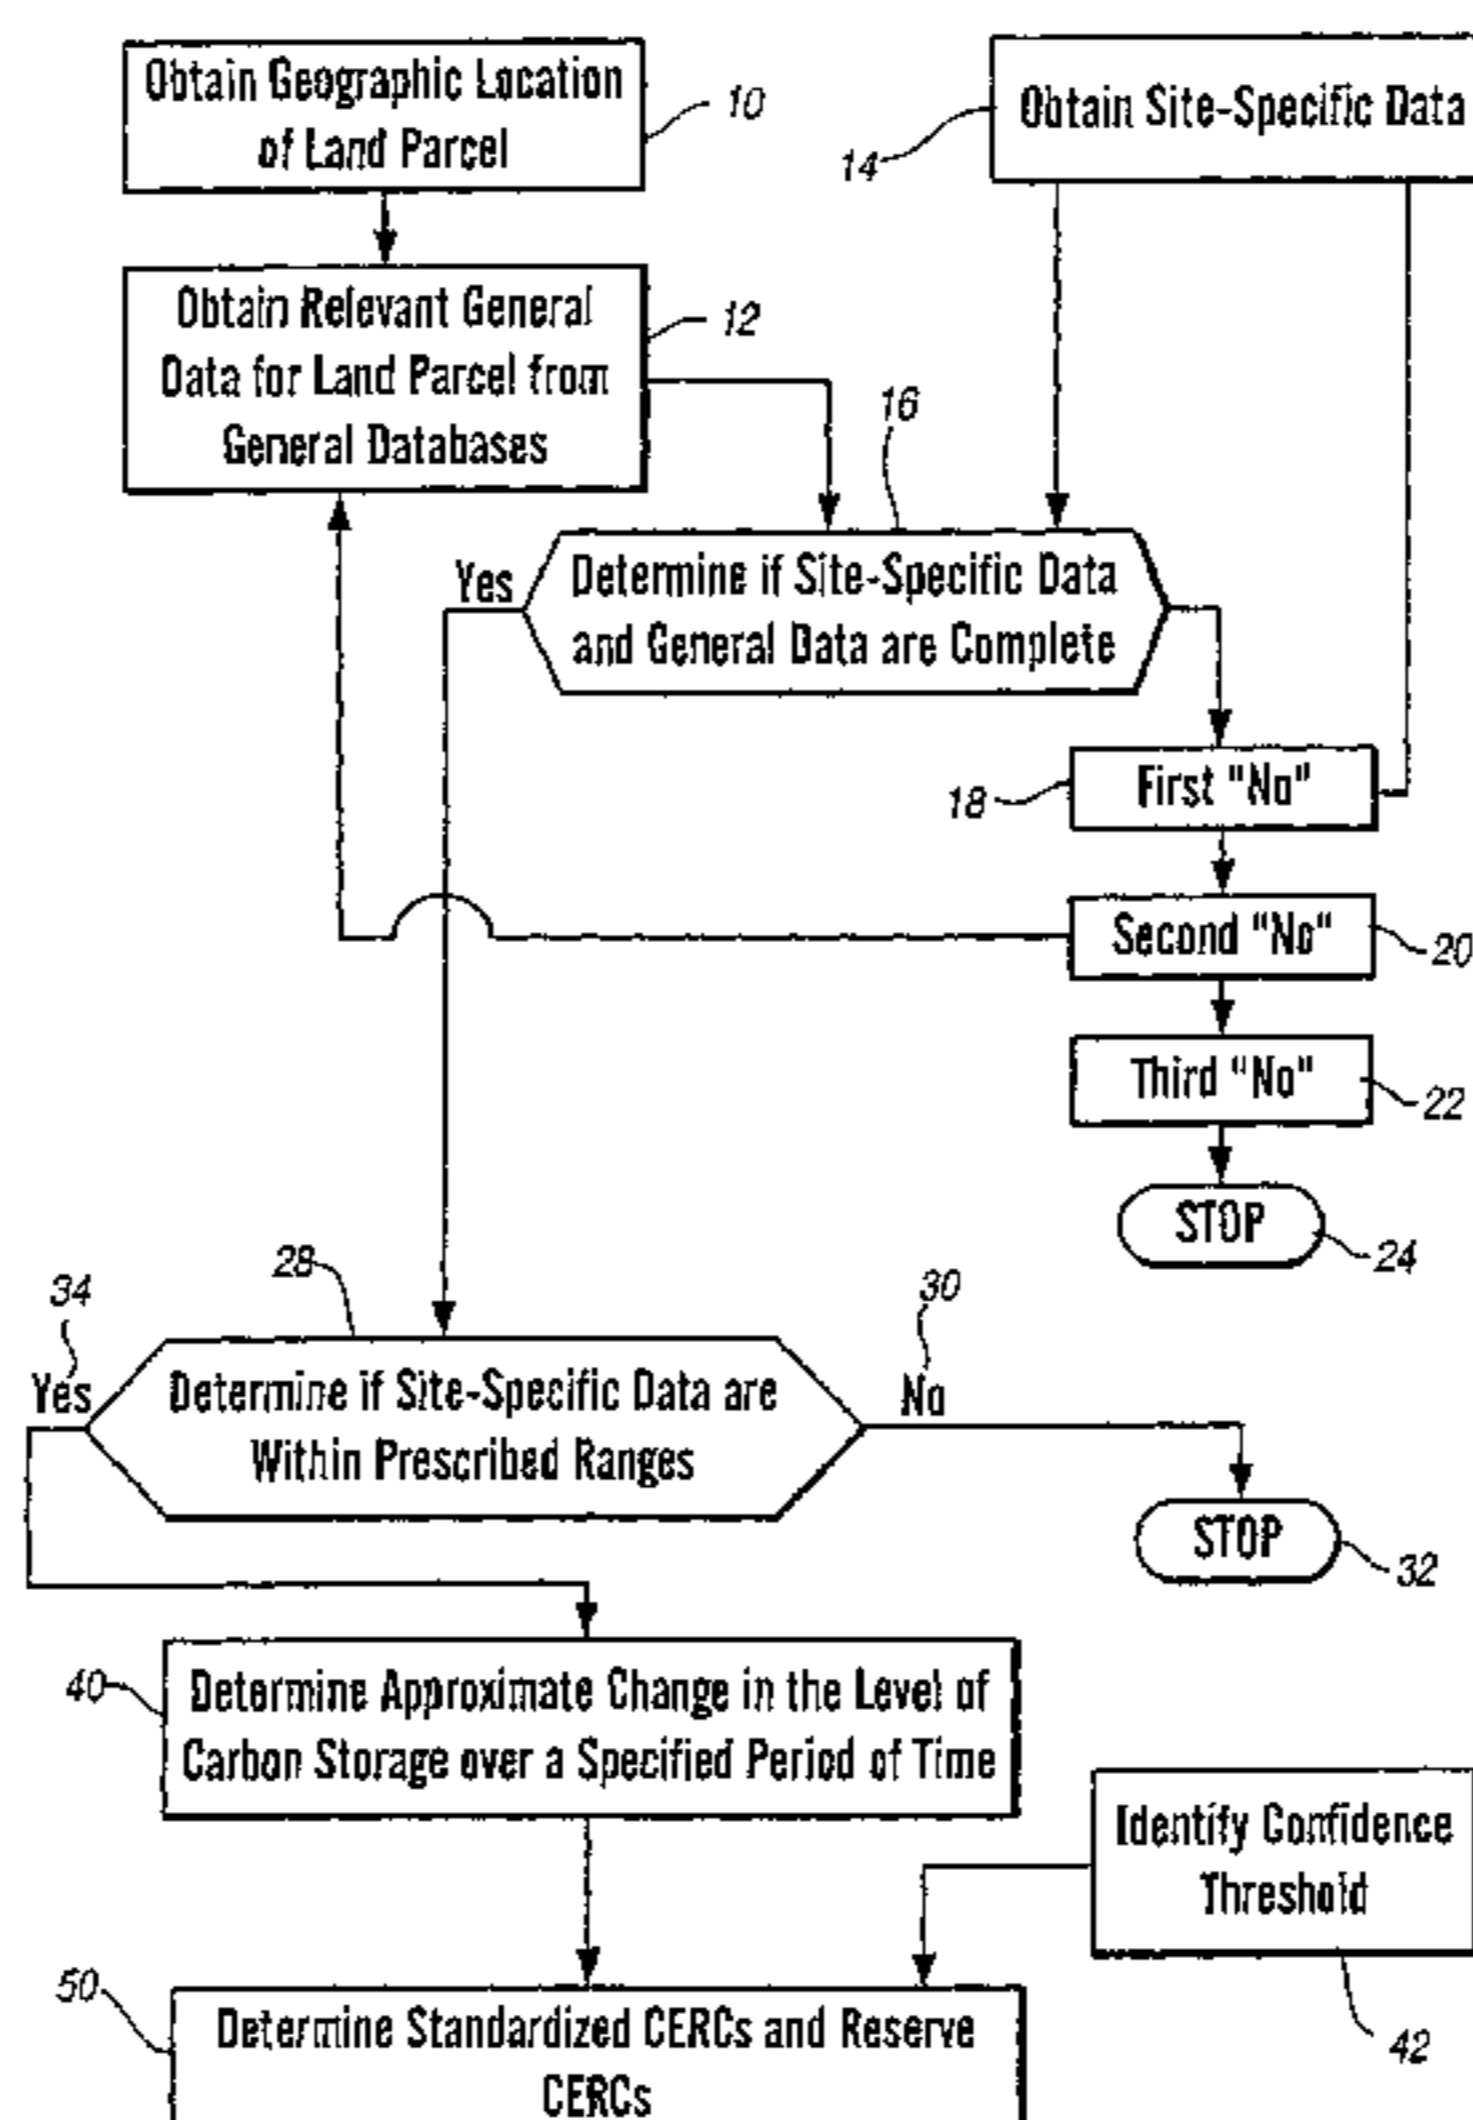 Obtain Geographic Location
of Land Parcel
10
Obtain Site-Specific Data
14
Obtain Relevant General
Data for Land Parcel from
General Databases
12
16
Yes
Determine if Site-Specific Data
and General Data are Complete
First "No"
18
Second "No"
20
Third "No"
22
STOP
24
28
34
30
Yes
Determine if Site-Specific Data are
Within Prescribed Ranges
No
STOP
32
40
Determine Approximate Change in the Level of
Carbon Storage over a Specified Period of Time
Identify Confidence
Threshold
42
50
Determine Standardized CERCs and Reserve
CERCs